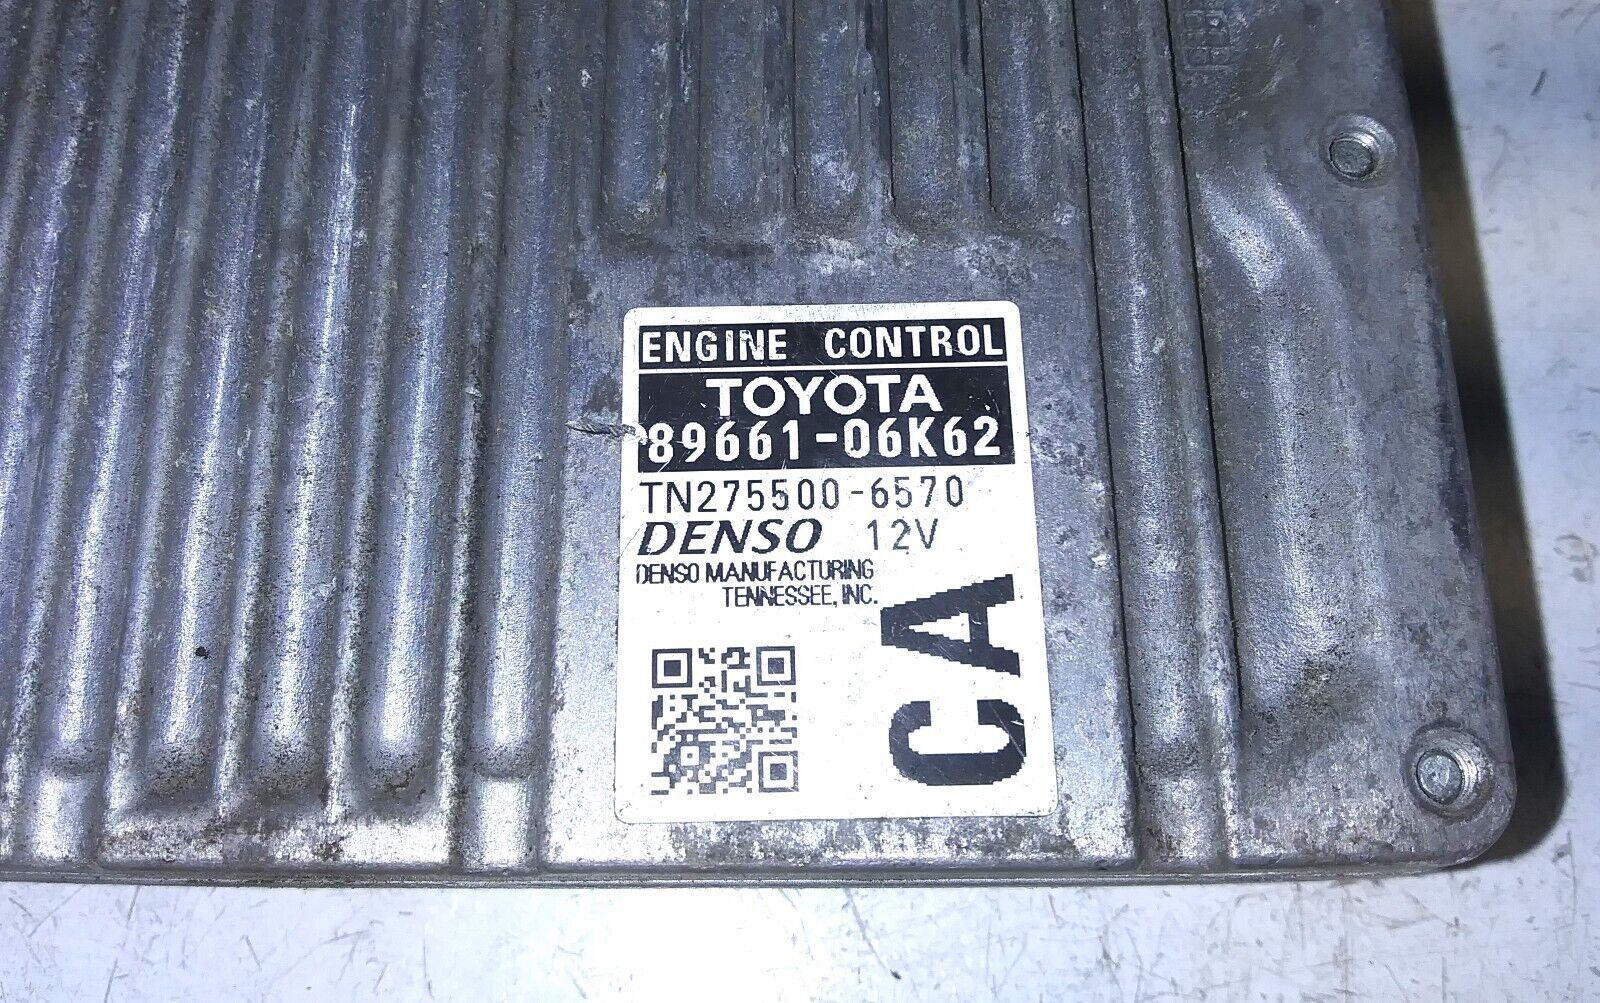 ENGINE CONTROL
TOYOTA
89661-06K62
TN275500-6570
DENSO 12V
DENSO MANUFACTURING
TENNESSEE, INC.
CA